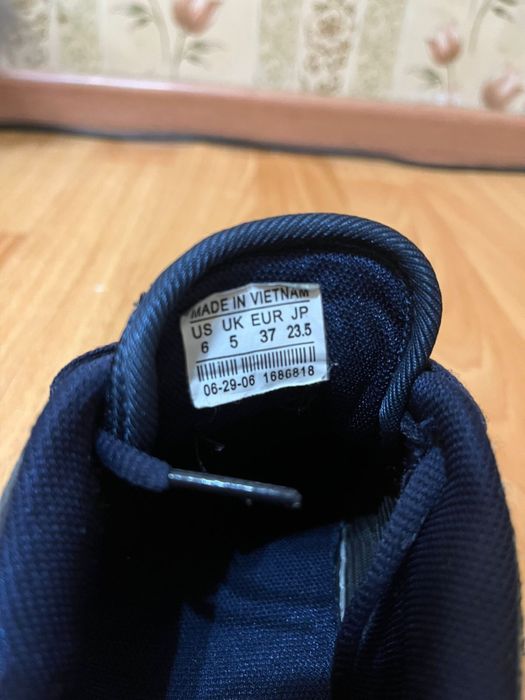 MADE IN VIETNAM
US UK EUR JP
6 5 37 23.5
06-29-06 1686818